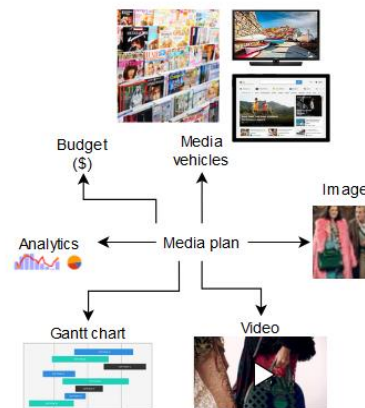 Budget
($)
Media
vehicles
Image
Analytics
Media plan
Gantt chart
Video